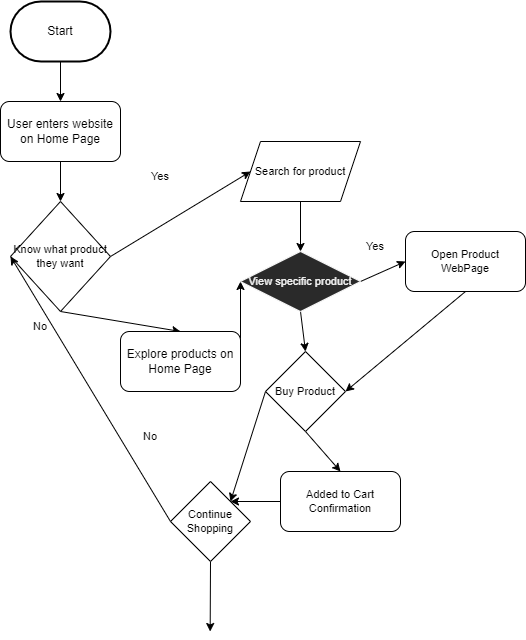 Start
User enters website
on Home Page
Yes
Search for product
Know what product
they want
Yes
Open Product
WebPage
View specific product
No
Explore products on
Home Page
Buy Product
No
Added to Cart
Confirmation
Continue
Shopping